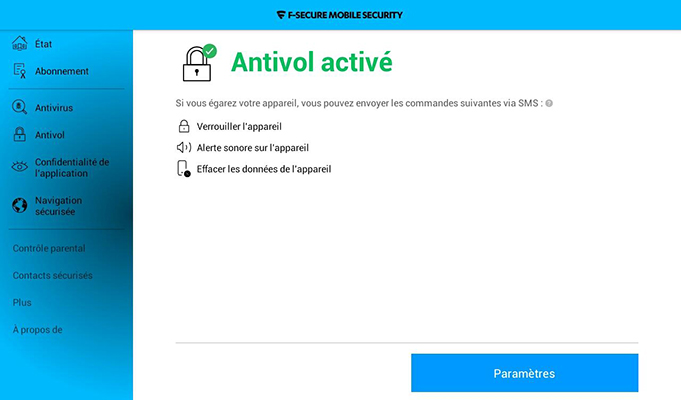 F-SECURE MOBILE SECURITY
État
Abonnement
Antivirus
Antivol
Confidentialité de
l'application
Navigation
sécurisée
Contrôle parental
Contacts sécurisés
Plus
À propos de
Antivol activé
Si vous égarez votre appareil, vous pouvez envoyer les commandes suivantes via SMS : ?
Verrouiller l'appareil
Alerte sonore sur l'appareil
Effacer les données de l'appareil
Paramètres